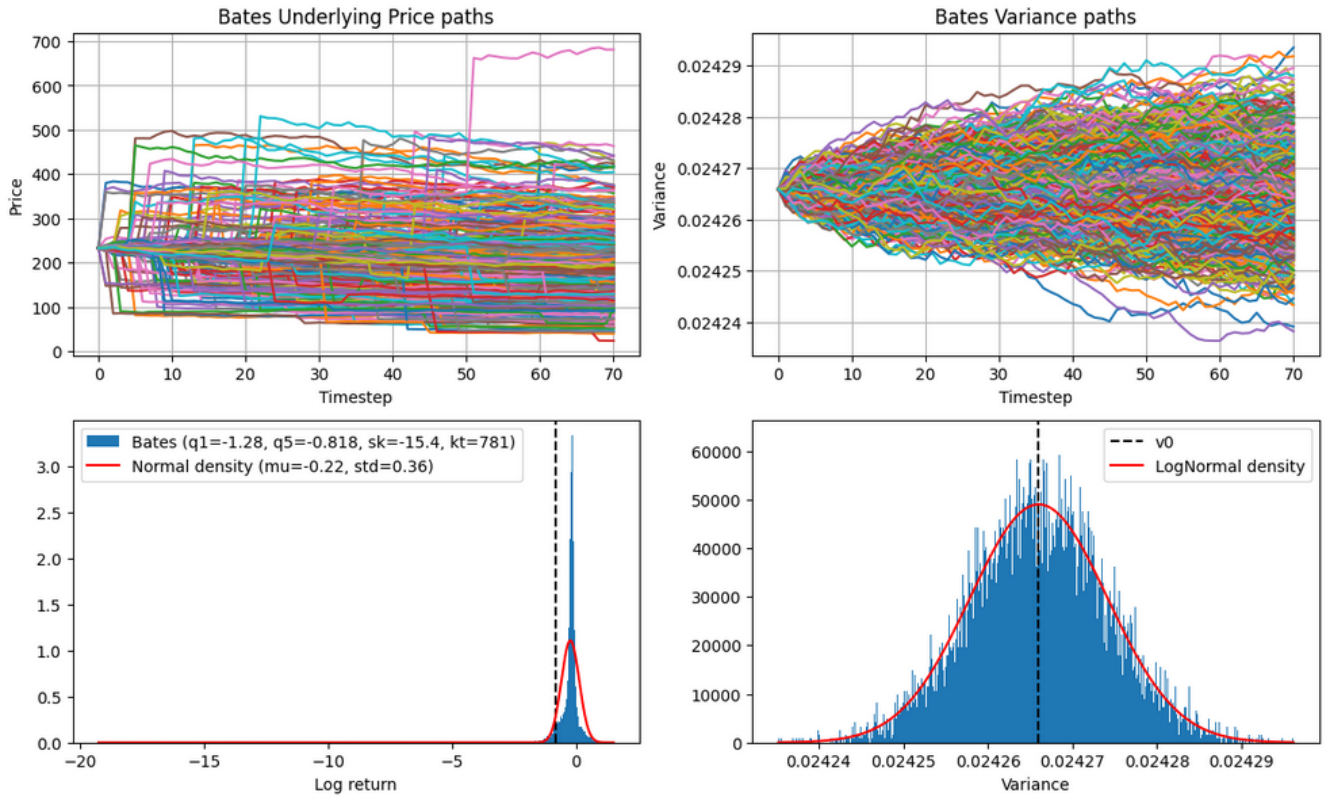 Bates Underlying Price paths
700
600
500
400
300
200
100
0
Price
0 10 20 30 40 50 60 70
Timestep
Bates Variance paths
0.02429
0.02428
0.02427
0.02426
0.02425
0.02424
Variance
0 10 20 30 40 50 60 70
Timestep
Bates (q1=-1.28, q5=-0.818, sk=-15.4, kt=781)
Normal density (mu=-0.22, std=0.36)
3.0
2.5
2.0
1.5
1.0
0.5
0.0
−20 −15 −10 −5 0
Log return
v0
LogNormal density
60000
50000
40000
30000
20000
10000
0
0.02424 0.02425 0.02426 0.02427 0.02428 0.02429
Variance